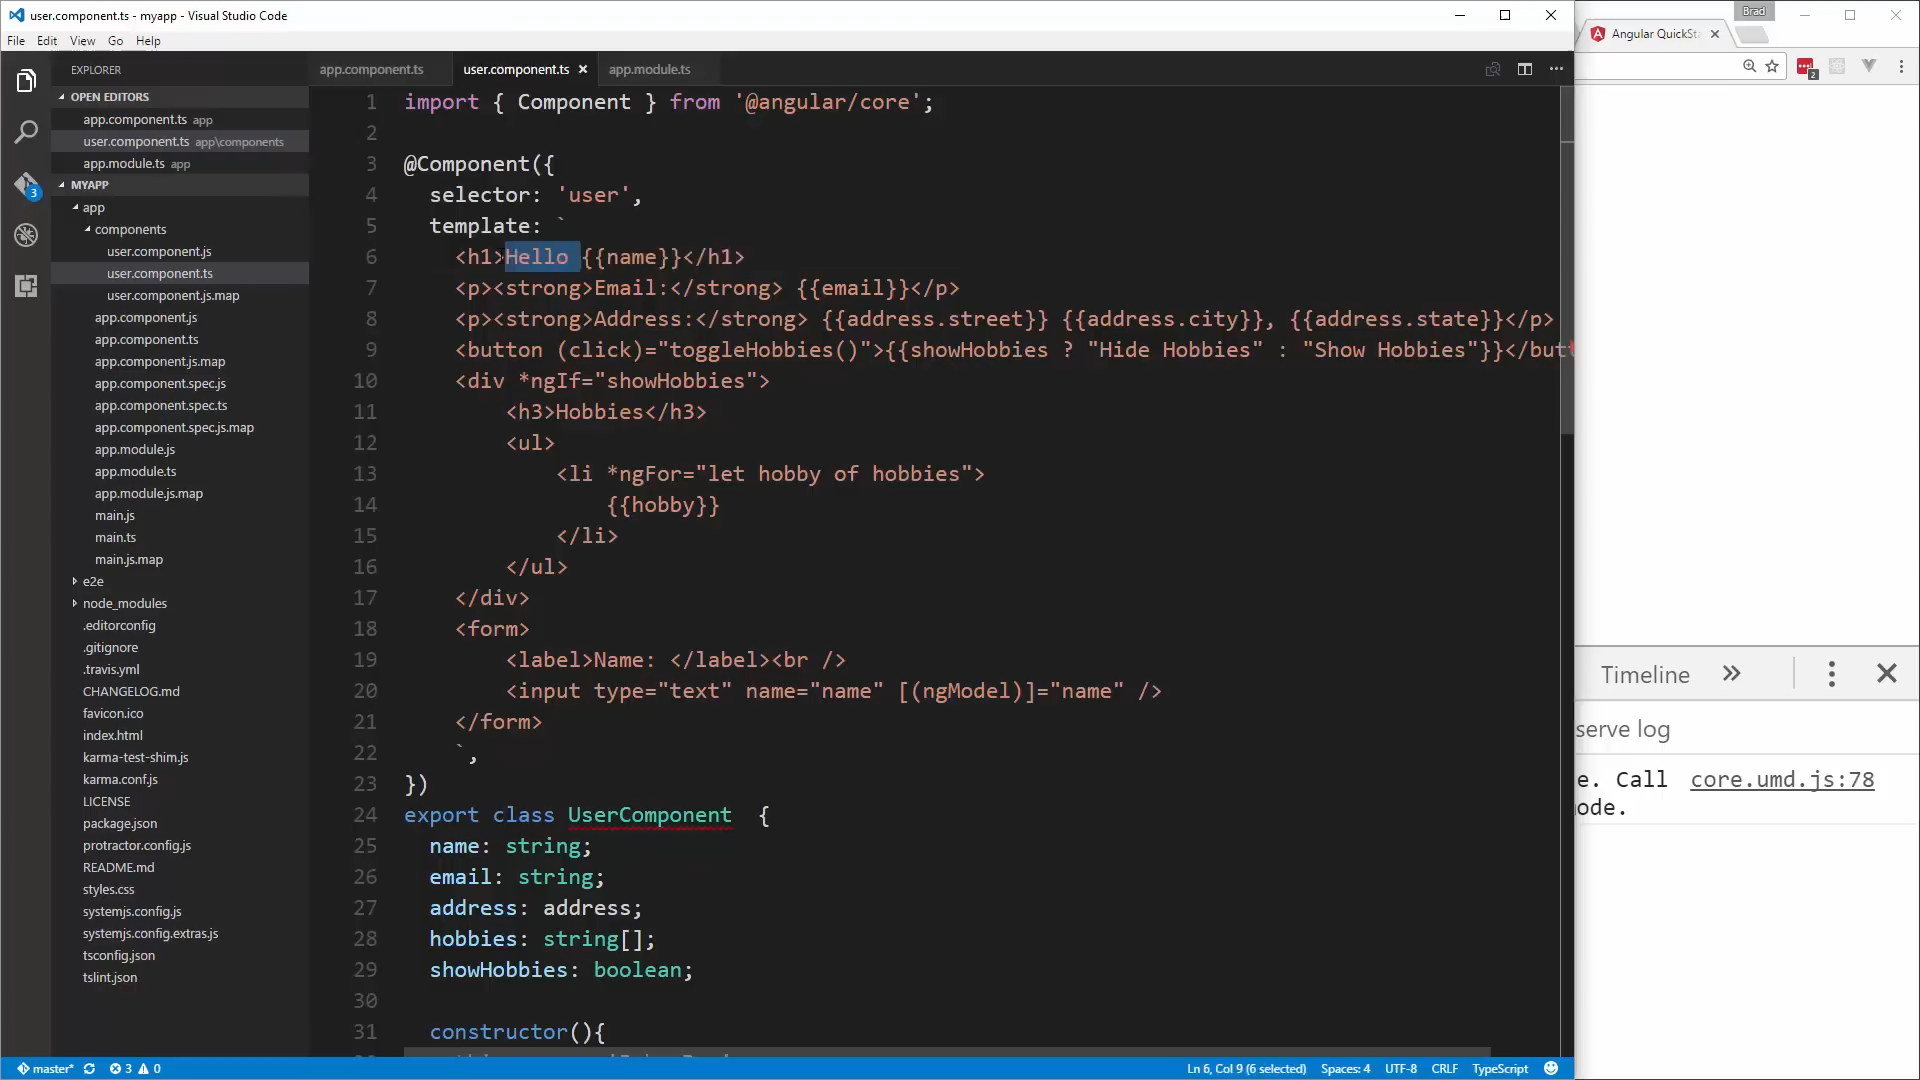 user.component.ts - myapp - Visual Studio Code
Brad
File Edit View Go Help
Angular QuickSta
EXPLORER
app.component.ts
user.component.ts
app.module.ts
2
OPEN EDITORS
app.component.ts app
user.component.ts app\components
app.module.ts app
3
MYAPP
app
components
user.component.js
user.component.ts
user.component.js.map
app.component.js
app.component.ts
app.component.js.map
app.component.spec.js
app.component.spec.ts
app.component.spec.js.map
app.module.js
app.module.ts
app.module.js.map
main.js
main.ts
main.js.map
e2e
node_modules
.editorconfig
.gitignore
.travis.yml
CHANGELOG.md
favicon.ico
index.html
karma-test-shim.js
karma.conf.js
LICENSE
package.json
protractor.config.js
README.md
styles.css
systemjs.config.js
systemjs.config.extras.js
tsconfig.json
tslint.json
1 import { Component } from '@angular/core';
2
3 @Component({
4 selector: 'user',
5 template: `
6 <h1>Hello {{name}}</h1>
7 <p><strong>Email:</strong> {{email}}</p>
8 <p><strong>Address:</strong> {{address.street}} {{address.city}}, {{address.state}}</p>
9 <button (click)="toggleHobbies()">{{showHobbies ? "Hide Hobbies" : "Show Hobbies"}}</butt
10 <div *ngIf="showHobbies">
11 <h3>Hobbies</h3>
12 <ul>
13 <li *ngFor="let hobby of hobbies">
14 {{hobby}}
15 </li>
16 </ul>
17 </div>
18 <form>
19 <label>Name: </label><br />
20 <input type="text" name="name" [(ngModel)]="name" />
21 </form>
22 `,
23 })
24 export class UserComponent {
25 name: string;
26 email: string;
27 address: address;
28 hobbies: string[];
29 showHobbies: boolean;
30
31 constructor(){
Timeline
serve log
e. Call core.umd.js:78
ode.
master* 3 0
Ln 6, Col 9 (6 selected) Spaces: 4 UTF-8 CRLF TypeScript